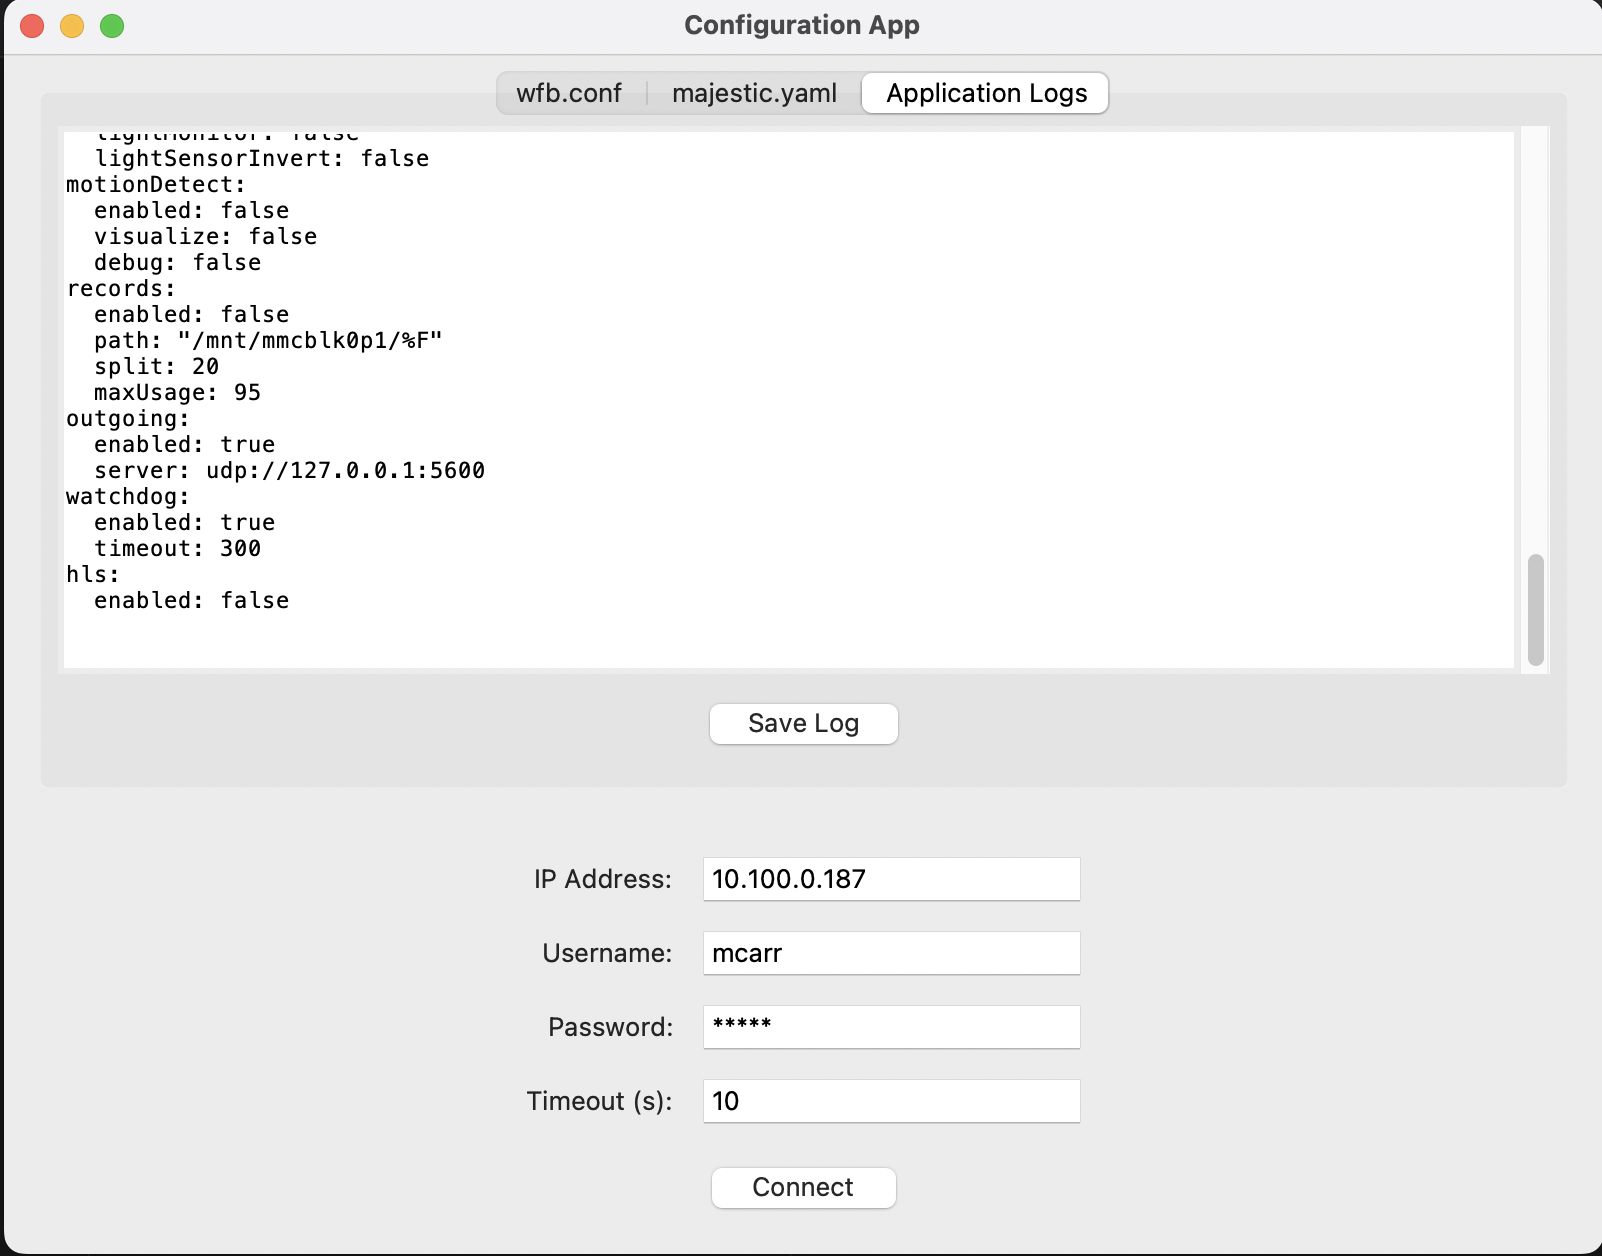 Configuration App
wfb.conf majestic.yaml Application Logs
  lightMonitor: false
  lightSensorInvert: false
motionDetect:
  enabled: false
  visualize: false
  debug: false
records:
  enabled: false
  path: "/mnt/mmcblk0p1/%F"
  split: 20
  maxUsage: 95
outgoing:
  enabled: true
  server: udp://127.0.0.1:5600
watchdog:
  enabled: true
  timeout: 300
hls:
  enabled: false
Save Log
IP Address: 10.100.0.187
Username: mcarr
Password: *****
Timeout (s): 10
Connect